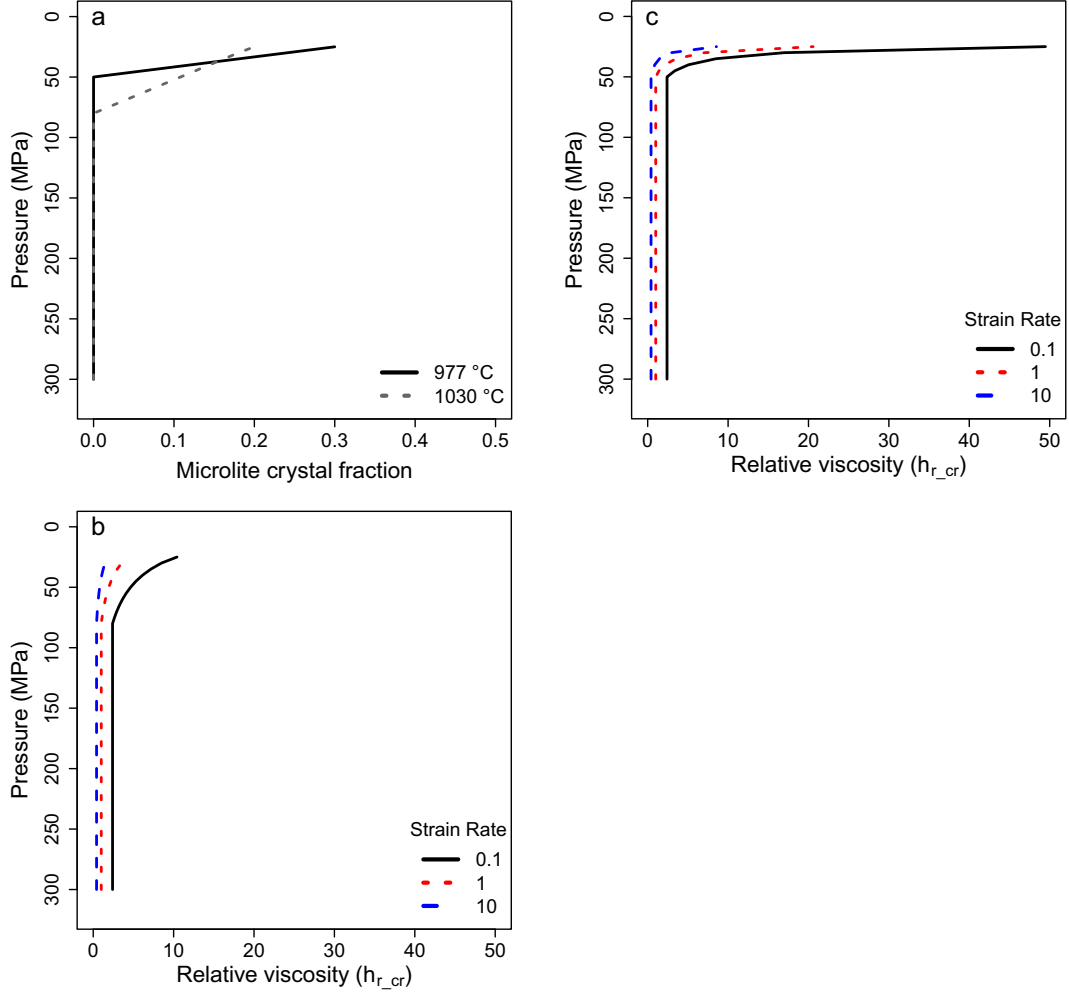 a
0
50
100
150
200
250
300
Pressure (MPa)
977 °C
1030 °C
0.0 0.1 0.2 0.3 0.4 0.5
Microlite crystal fraction
c
0
50
100
150
200
250
300
Pressure (MPa)
Strain Rate
0.1
1
10
0 10 20 30 40 50
Relative viscosity (h_r_cr)
b
0
50
100
150
200
250
300
Pressure (MPa)
Strain Rate
0.1
1
10
0 10 20 30 40 50
Relative viscosity (h_r_cr)